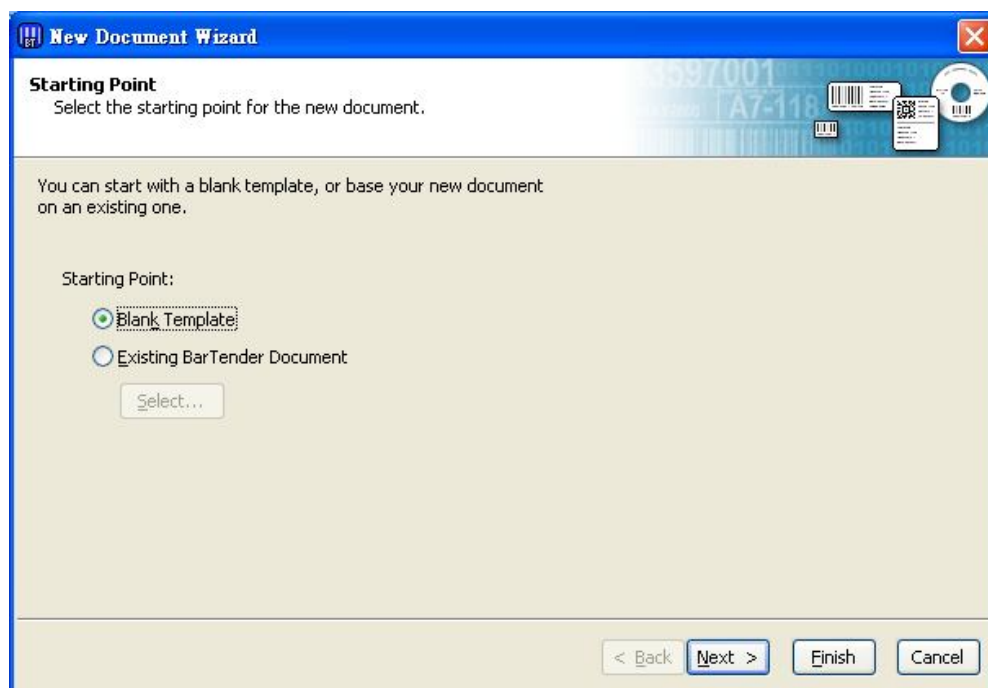 New Document Wizard
Starting Point
Select the starting point for the new document.
3597001
A7-118
You can start with a blank template, or base your new document
on an existing one.
Starting Point:
Blank Template
Existing BarTender Document
Select...
< Back
Next >
Finish
Cancel